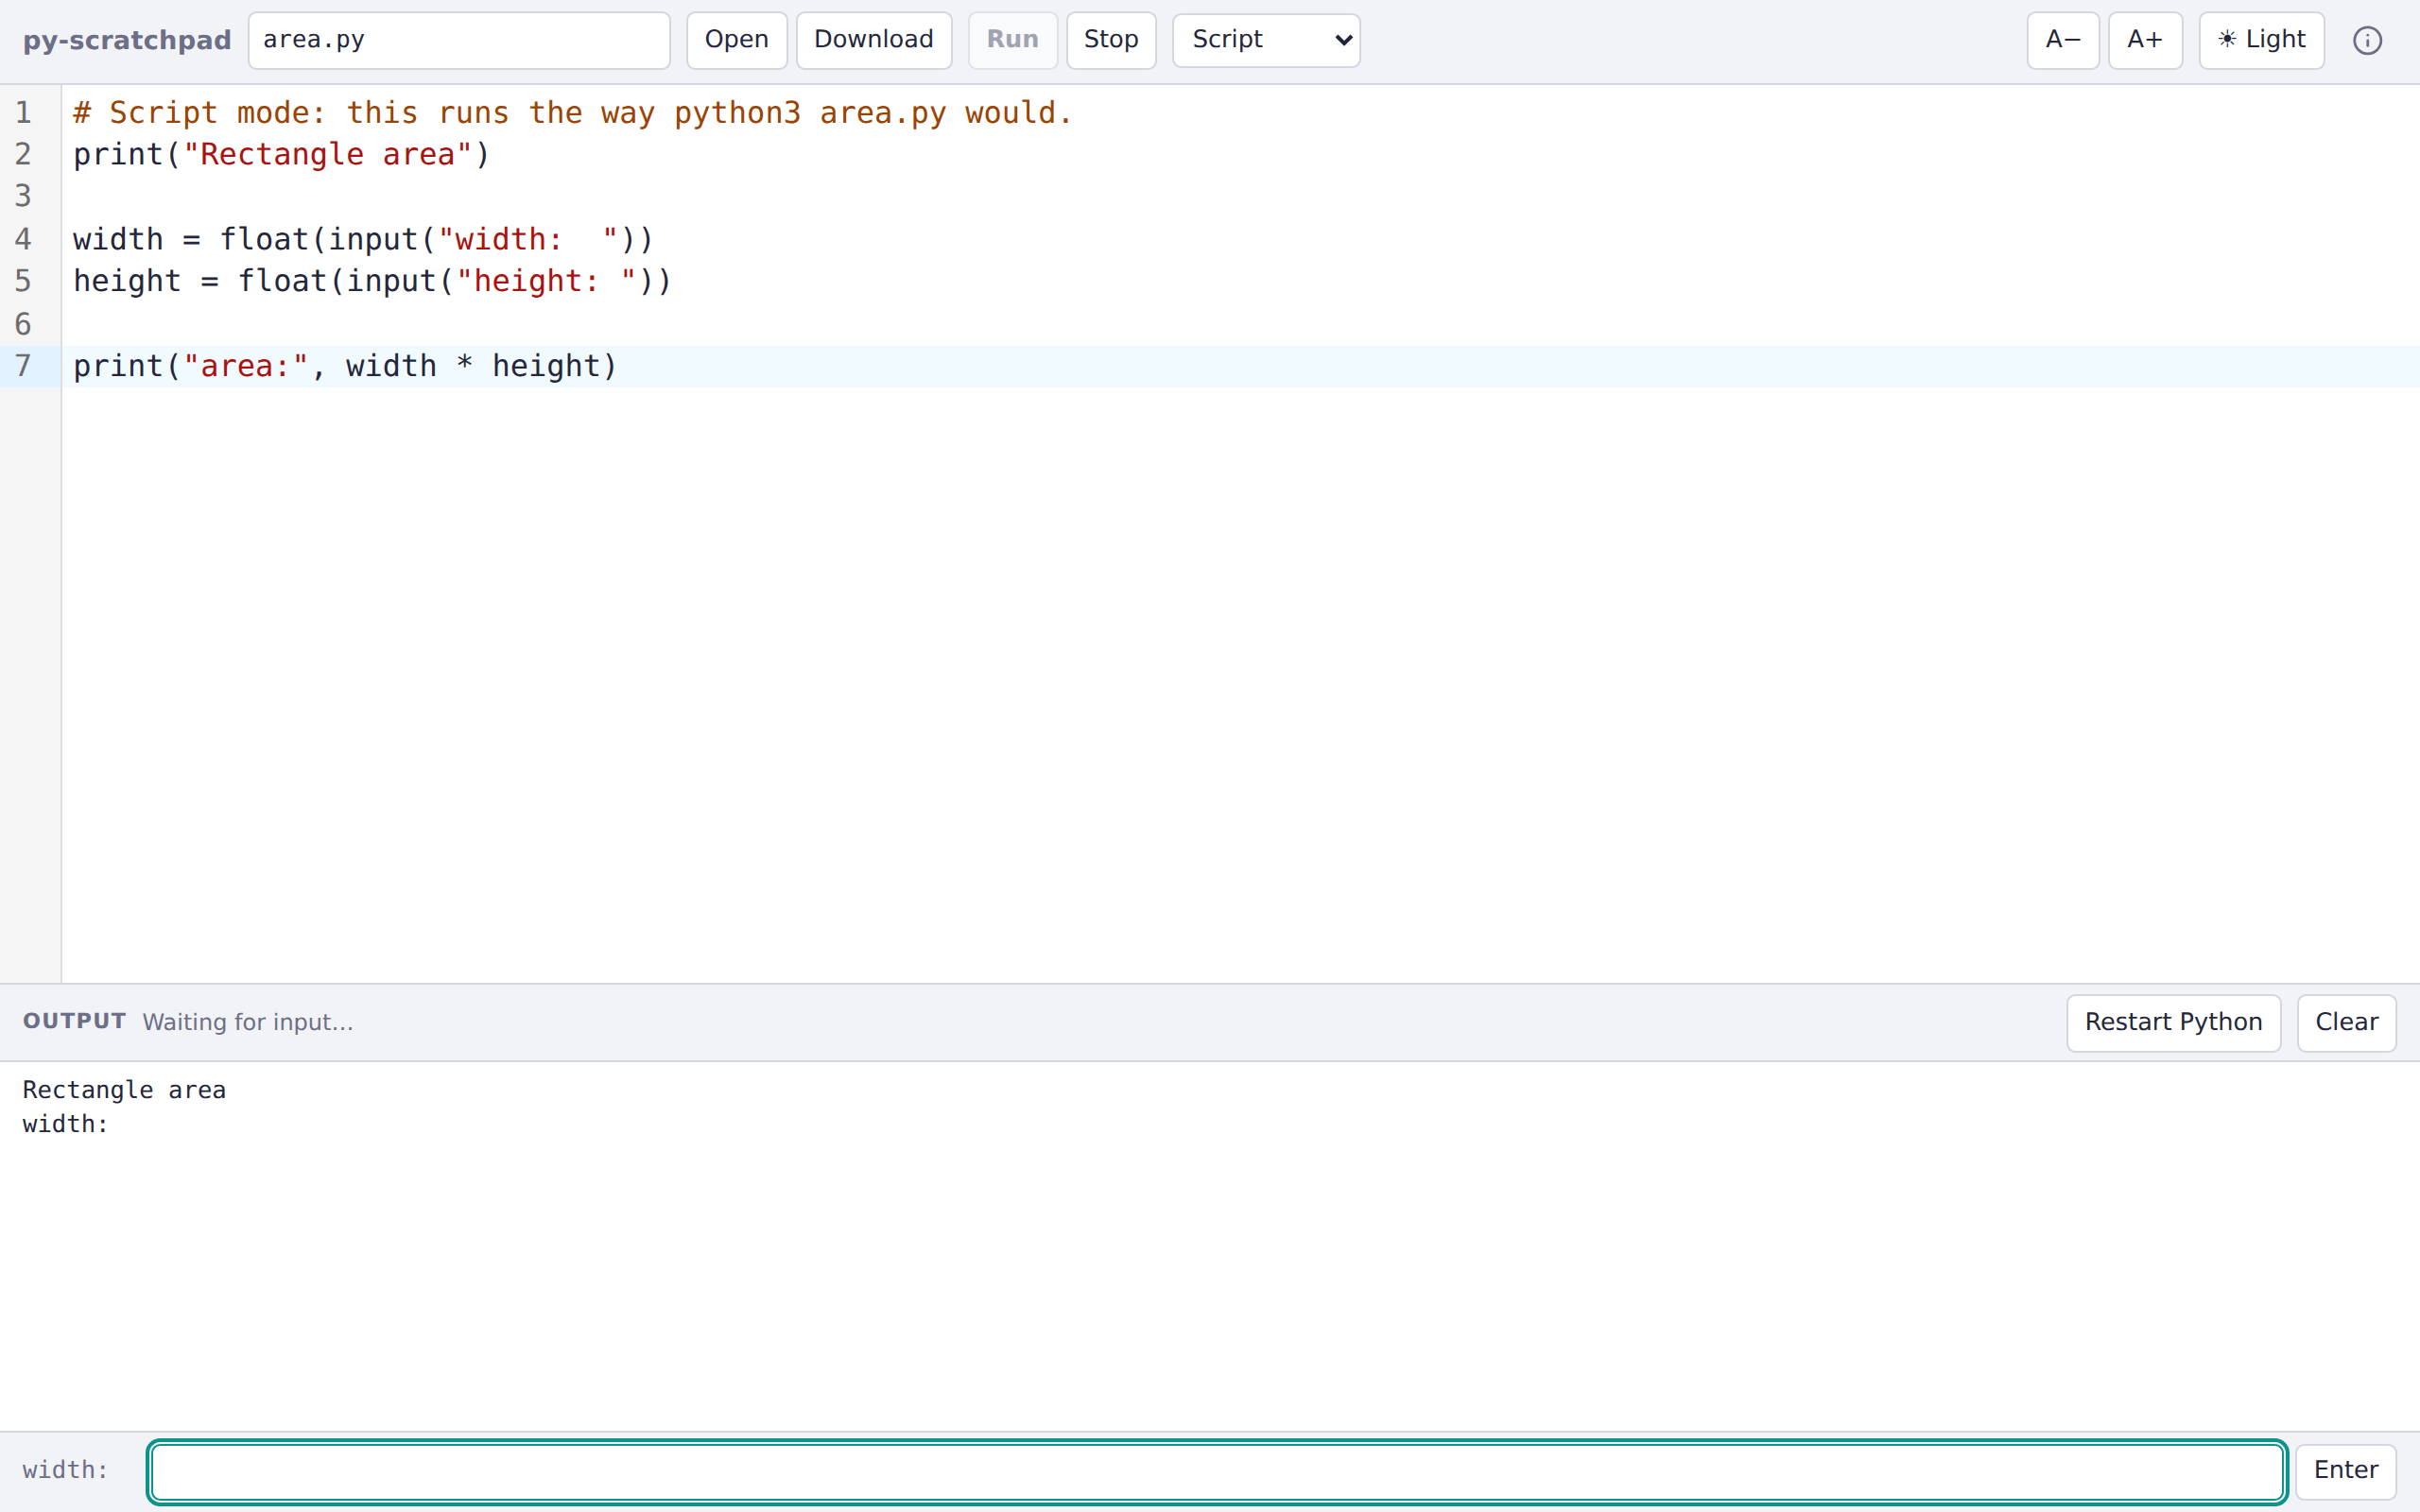 py-scratchpad area.py Open Download Run Stop Script A− A+ ☀ Light
1 # Script mode: this runs the way python3 area.py would.
2 print("Rectangle area")
3
4 width = float(input("width:  "))
5 height = float(input("height: "))
6
7 print("area:", width * height)
OUTPUT Waiting for input… Restart Python Clear
Rectangle area
width:
width: Enter